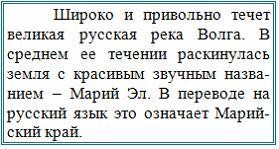 Широко и привольно течет
великая русская река Волга. В
среднем ее течении раскинулась
земля с красивым звучным назва-
нием – Марий Эл. В переводе на
русский язык это означает Марий-
ский край.